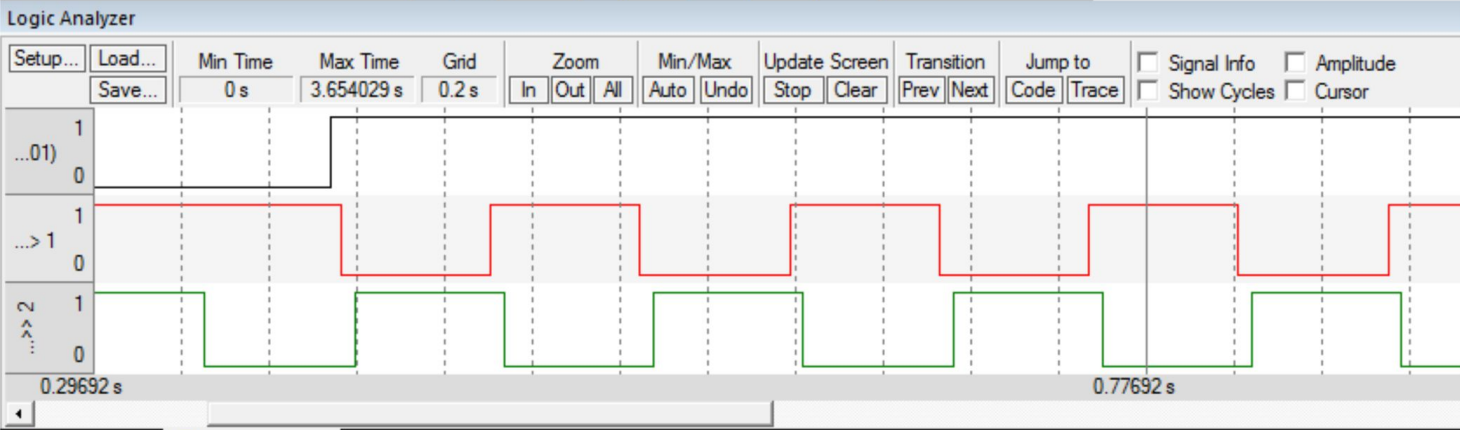 Logic Analyzer
Setup... Load... Min Time Max Time Grid Zoom Min/Max Update Screen Transition Jump to Signal Info Amplitude
Save... 0 s 3.654029 s 0.2 s In Out All Auto Undo Stop Clear Prev Next Code Trace Show Cycles Cursor
1
...01)
0
1
...> 1
0
1
...>> 2
0
0.29692 s 0.77692 s